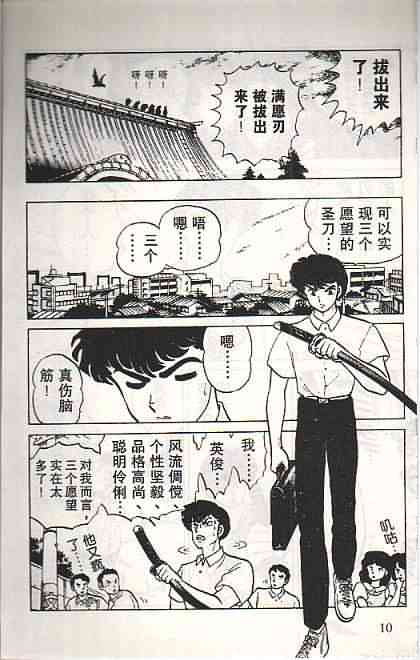 拔出来
了！
满愿刃
被拔出
来了！
呀！
呀！
呀！
可以实
现三个
愿望的
圣刀…
唔
……
嗯
……
三个
…
嗯……
真伤脑
筋！
我…
英俊…
风流倜傥
个性坚毅、
品格高尚、
聪明伶俐…
对我而言，
三个愿望
实在太
多了！
他又疯
了……
叽
咕
10